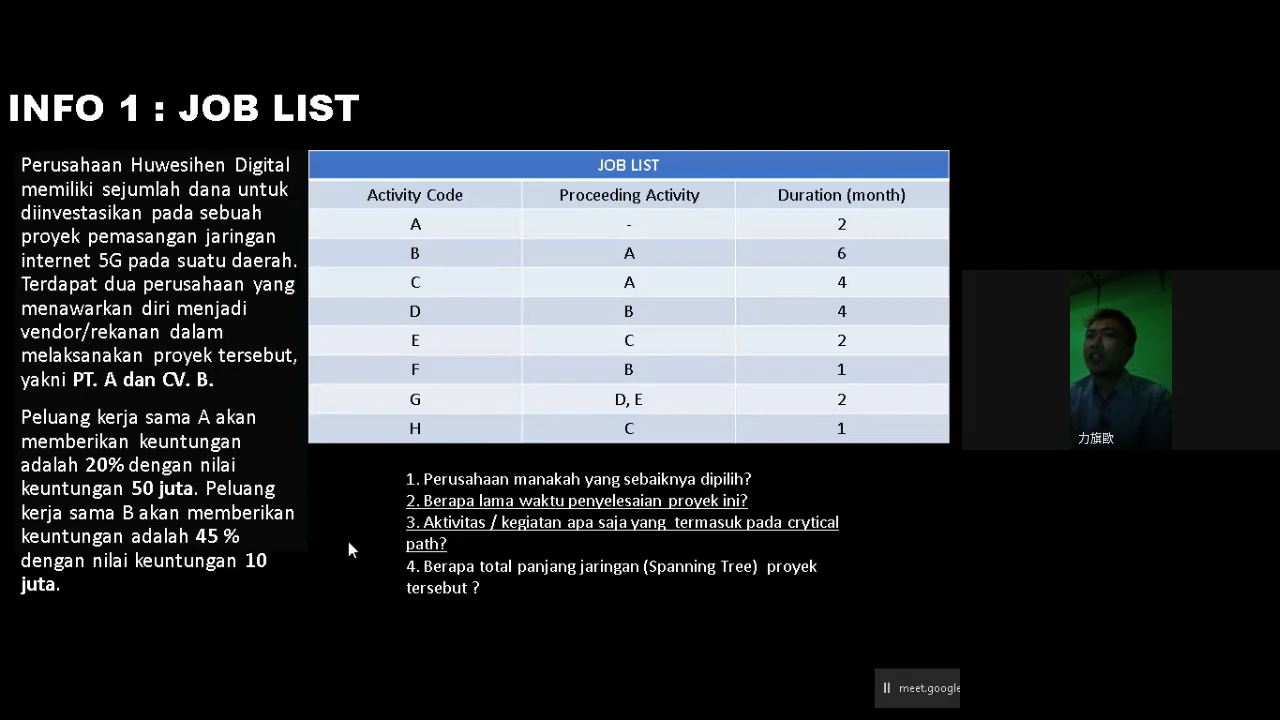 INFO 1 : JOB LIST
Perusahaan Huwesihen Digital
memiliki sejumlah dana untuk
diinvestasikan pada sebuah
proyek pemasangan jaringan
internet 5G pada suatu daerah.
Terdapat dua perusahaan yang
menawarkan diri menjadi
vendor/rekanan dalam
melaksanakan proyek tersebut,
yakni PT. A dan CV. B.
Peluang kerja sama A akan
memberikan keuntungan
adalah 20% dengan nilai
keuntungan 50 juta. Peluang
kerja sama B akan memberikan
keuntungan adalah 45 %
dengan nilai keuntungan 10
juta.
JOB LIST
Activity Code Proceeding Activity Duration (month)
A - 2
B A 6
C A 4
D B 4
E C 2
F B 1
G D, E 2
H C 1
1. Perusahaan manakah yang sebaiknya dipilih?
2. Berapa lama waktu penyelesaian proyek ini?
3. Aktivitas / kegiatan apa saja yang termasuk pada crytical
path?
4. Berapa total panjang jaringan (Spanning Tree) proyek
tersebut ?
力旗歐
meet.google